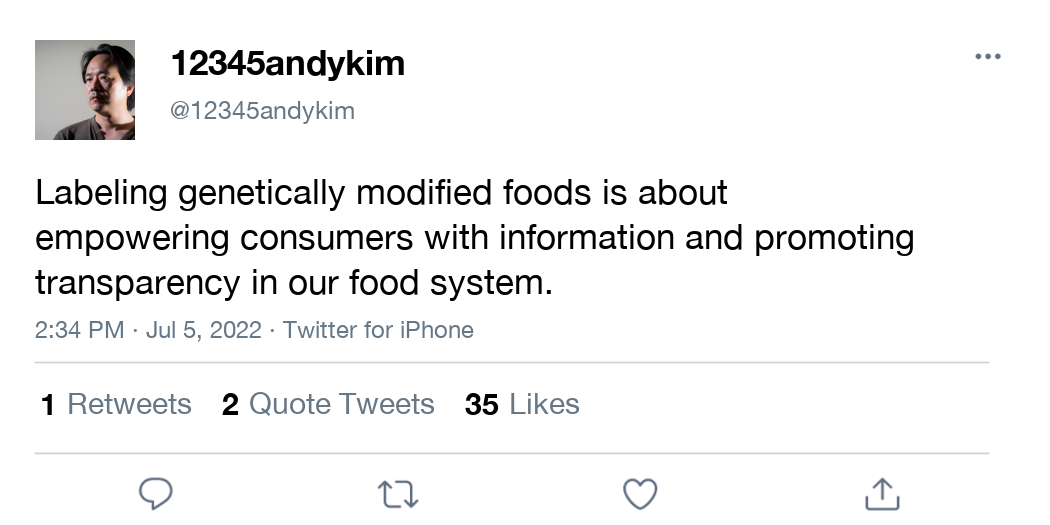 12345andykim
@12345andykim
Labeling genetically modified foods is about
empowering consumers with information and promoting
transparency in our food system.
2:34 PM · Jul 5, 2022 · Twitter for iPhone
1 Retweets 2 Quote Tweets 35 Likes